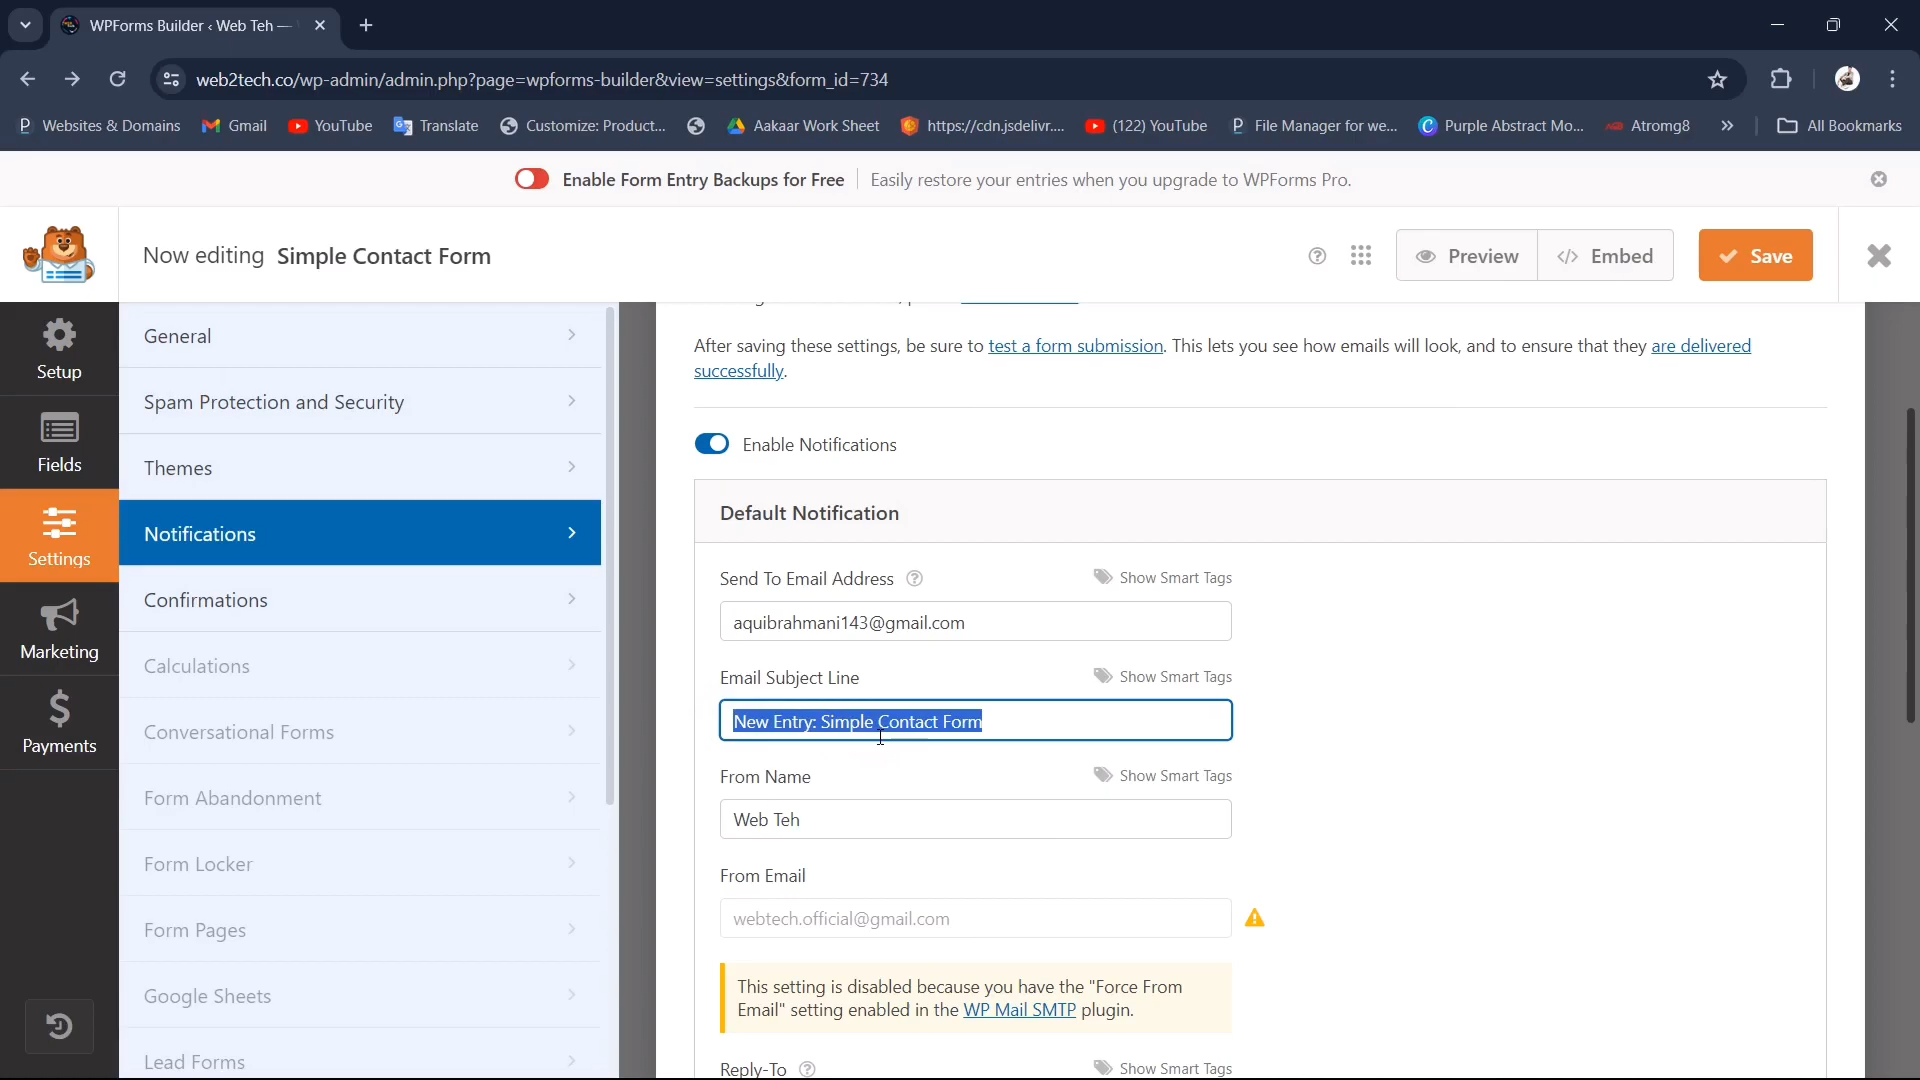 WPForms Builder ‹ Web Teh —
web2tech.co/wp-admin/admin.php?page=wpforms-builder&view=settings&form_id=734
Websites & Domains
Gmail
YouTube
Translate
Customize: Product...
Aakaar Work Sheet
https://cdn.jsdelivr....
(122) YouTube
File Manager for we...
Purple Abstract Mo...
Atromg8
»
All Bookmarks
Enable Form Entry Backups for Free
Easily restore your entries when you upgrade to WPForms Pro.
Now editing Simple Contact Form
Preview
</> Embed
Save
Setup
Fields
Settings
Marketing
Payments
General
Spam Protection and Security
Themes
Notifications
Confirmations
Calculations
Conversational Forms
Form Abandonment
Form Locker
Form Pages
Google Sheets
Lead Forms
After saving these settings, be sure to test a form submission. This lets you see how emails will look, and to ensure that they are delivered
successfully.
Enable Notifications
Default Notification
Send To Email Address
Show Smart Tags
aquibrahmani143@gmail.com
Email Subject Line
Show Smart Tags
New Entry: Simple Contact Form
From Name
Show Smart Tags
Web Teh
From Email
webtech.official@gmail.com
This setting is disabled because you have the "Force From
Email" setting enabled in the WP Mail SMTP plugin.
Reply-To
Show Smart Tags